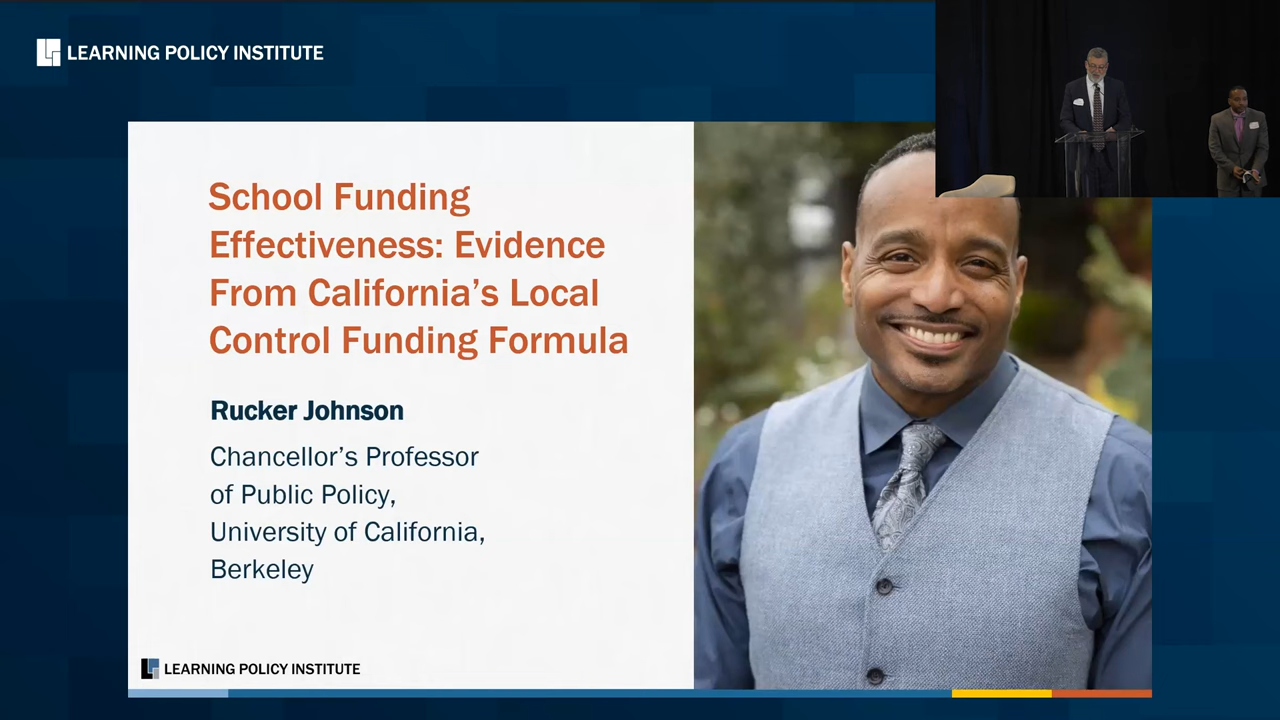 LEARNING POLICY INSTITUTE
School Funding
Effectiveness: Evidence
From California’s Local
Control Funding Formula
Rucker Johnson
Chancellor’s Professor
of Public Policy,
University of California,
Berkeley
LEARNING POLICY INSTITUTE